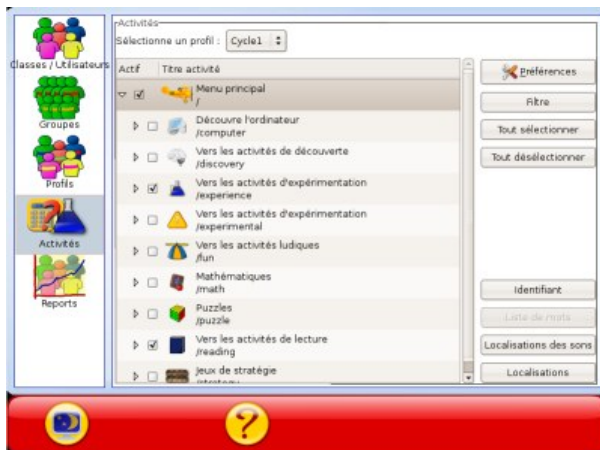 Activités
Sélectionne un profil : Cycle1
Classes / Utilisateurs
Groupes
Profils
Activités
Reports
Actif Titre activité
Menu principal
/
Découvre l'ordinateur
/computer
Vers les activités de découverte
/discovery
Vers les activités d'expérimentation
/experience
Vers les activités d'expérimentation
/experimental
Vers les activités ludiques
/fun
Mathématiques
/math
Puzzles
/puzzle
Vers les activités de lecture
/reading
Jeux de stratégie
/strategy
Préférences
Filtre
Tout sélectionner
Tout désélectionner
Identifiant
Liste de mots
Localisations des sons
Localisations
?